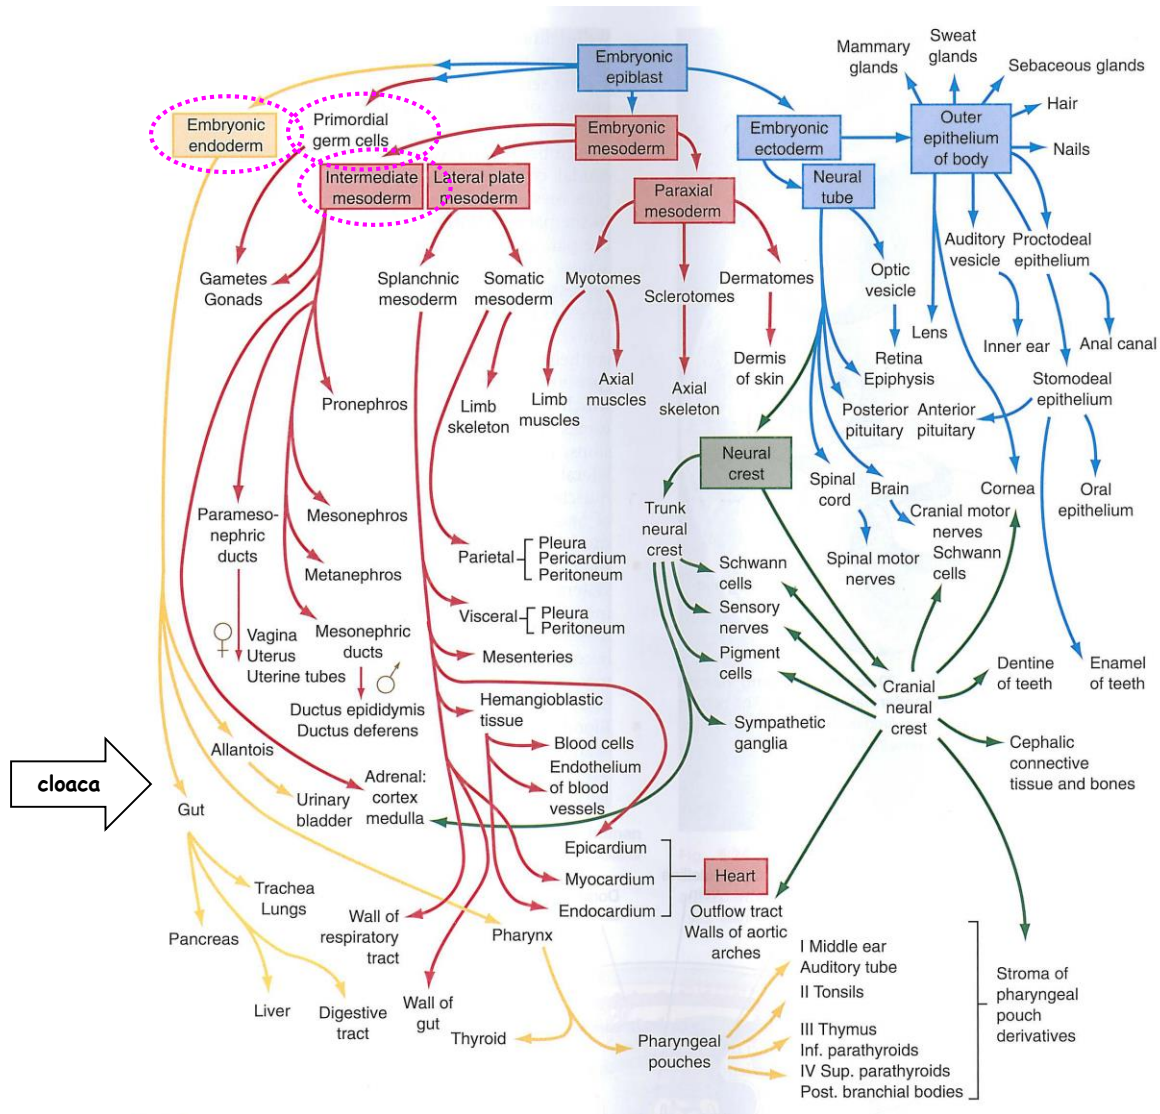 Embryonic
epiblast
Mammary
glands
Sweat
glands
Sebaceous glands
Hair
Nails
Embryonic
endoderm
Primordial
germ cells
Embryonic
mesoderm
Embryonic
ectoderm
Outer
epithelium
of body
Intermediate
mesoderm
Lateral plate
mesoderm
Paraxial
mesoderm
Neural
tube
Gametes
Gonads
Splanchnic
mesoderm
Somatic
mesoderm
Myotomes
Sclerotomes
Dermatomes
Optic
vesicle
Auditory
vesicle
Proctodeal
epithelium
Lens
Inner ear
Anal canal
Pronephros
Limb
skeleton
Limb
muscles
Axial
muscles
Axial
skeleton
Dermis
of skin
Retina
Epiphysis
Posterior
pituitary
Anterior
pituitary
Stomodeal
epithelium
Neural
crest
Spinal
cord
Brain
Cornea
Oral
epithelium
Parameso-
nephric
ducts
Mesonephros
Metanephros
Trunk
neural
crest
Cranial motor
nerves
Schwann
cells
Spinal motor
nerves
Parietal
Pleura
Pericardium
Peritoneum
Schwann
cells
Visceral
Pleura
Peritoneum
Sensory
nerves
♀
Vagina
Uterus
Uterine tubes
Mesonephric
ducts
♂
Ductus epididymis
Ductus deferens
Mesenteries
Pigment
cells
Cranial
neural
crest
Dentine
of teeth
Enamel
of teeth
Hemangioblastic
tissue
Sympathetic
ganglia
Blood cells
Endothelium
of blood
vessels
Cephalic
connective
tissue and bones
cloaca
Allantois
Gut
Urinary
bladder
Adrenal:
cortex
medulla
Epicardium
Myocardium
Endocardium
Heart
Trachea
Lungs
Pancreas
Liver
Digestive
tract
Wall of
respiratory
tract
Wall of
gut
Pharynx
Thyroid
Outflow tract
Walls of aortic
arches
Pharyngeal
pouches
I Middle ear
Auditory tube
II Tonsils
III Thymus
Inf. parathyroids
IV Sup. parathyroids
Post. branchial bodies
Stroma of
pharyngeal
pouch
derivatives